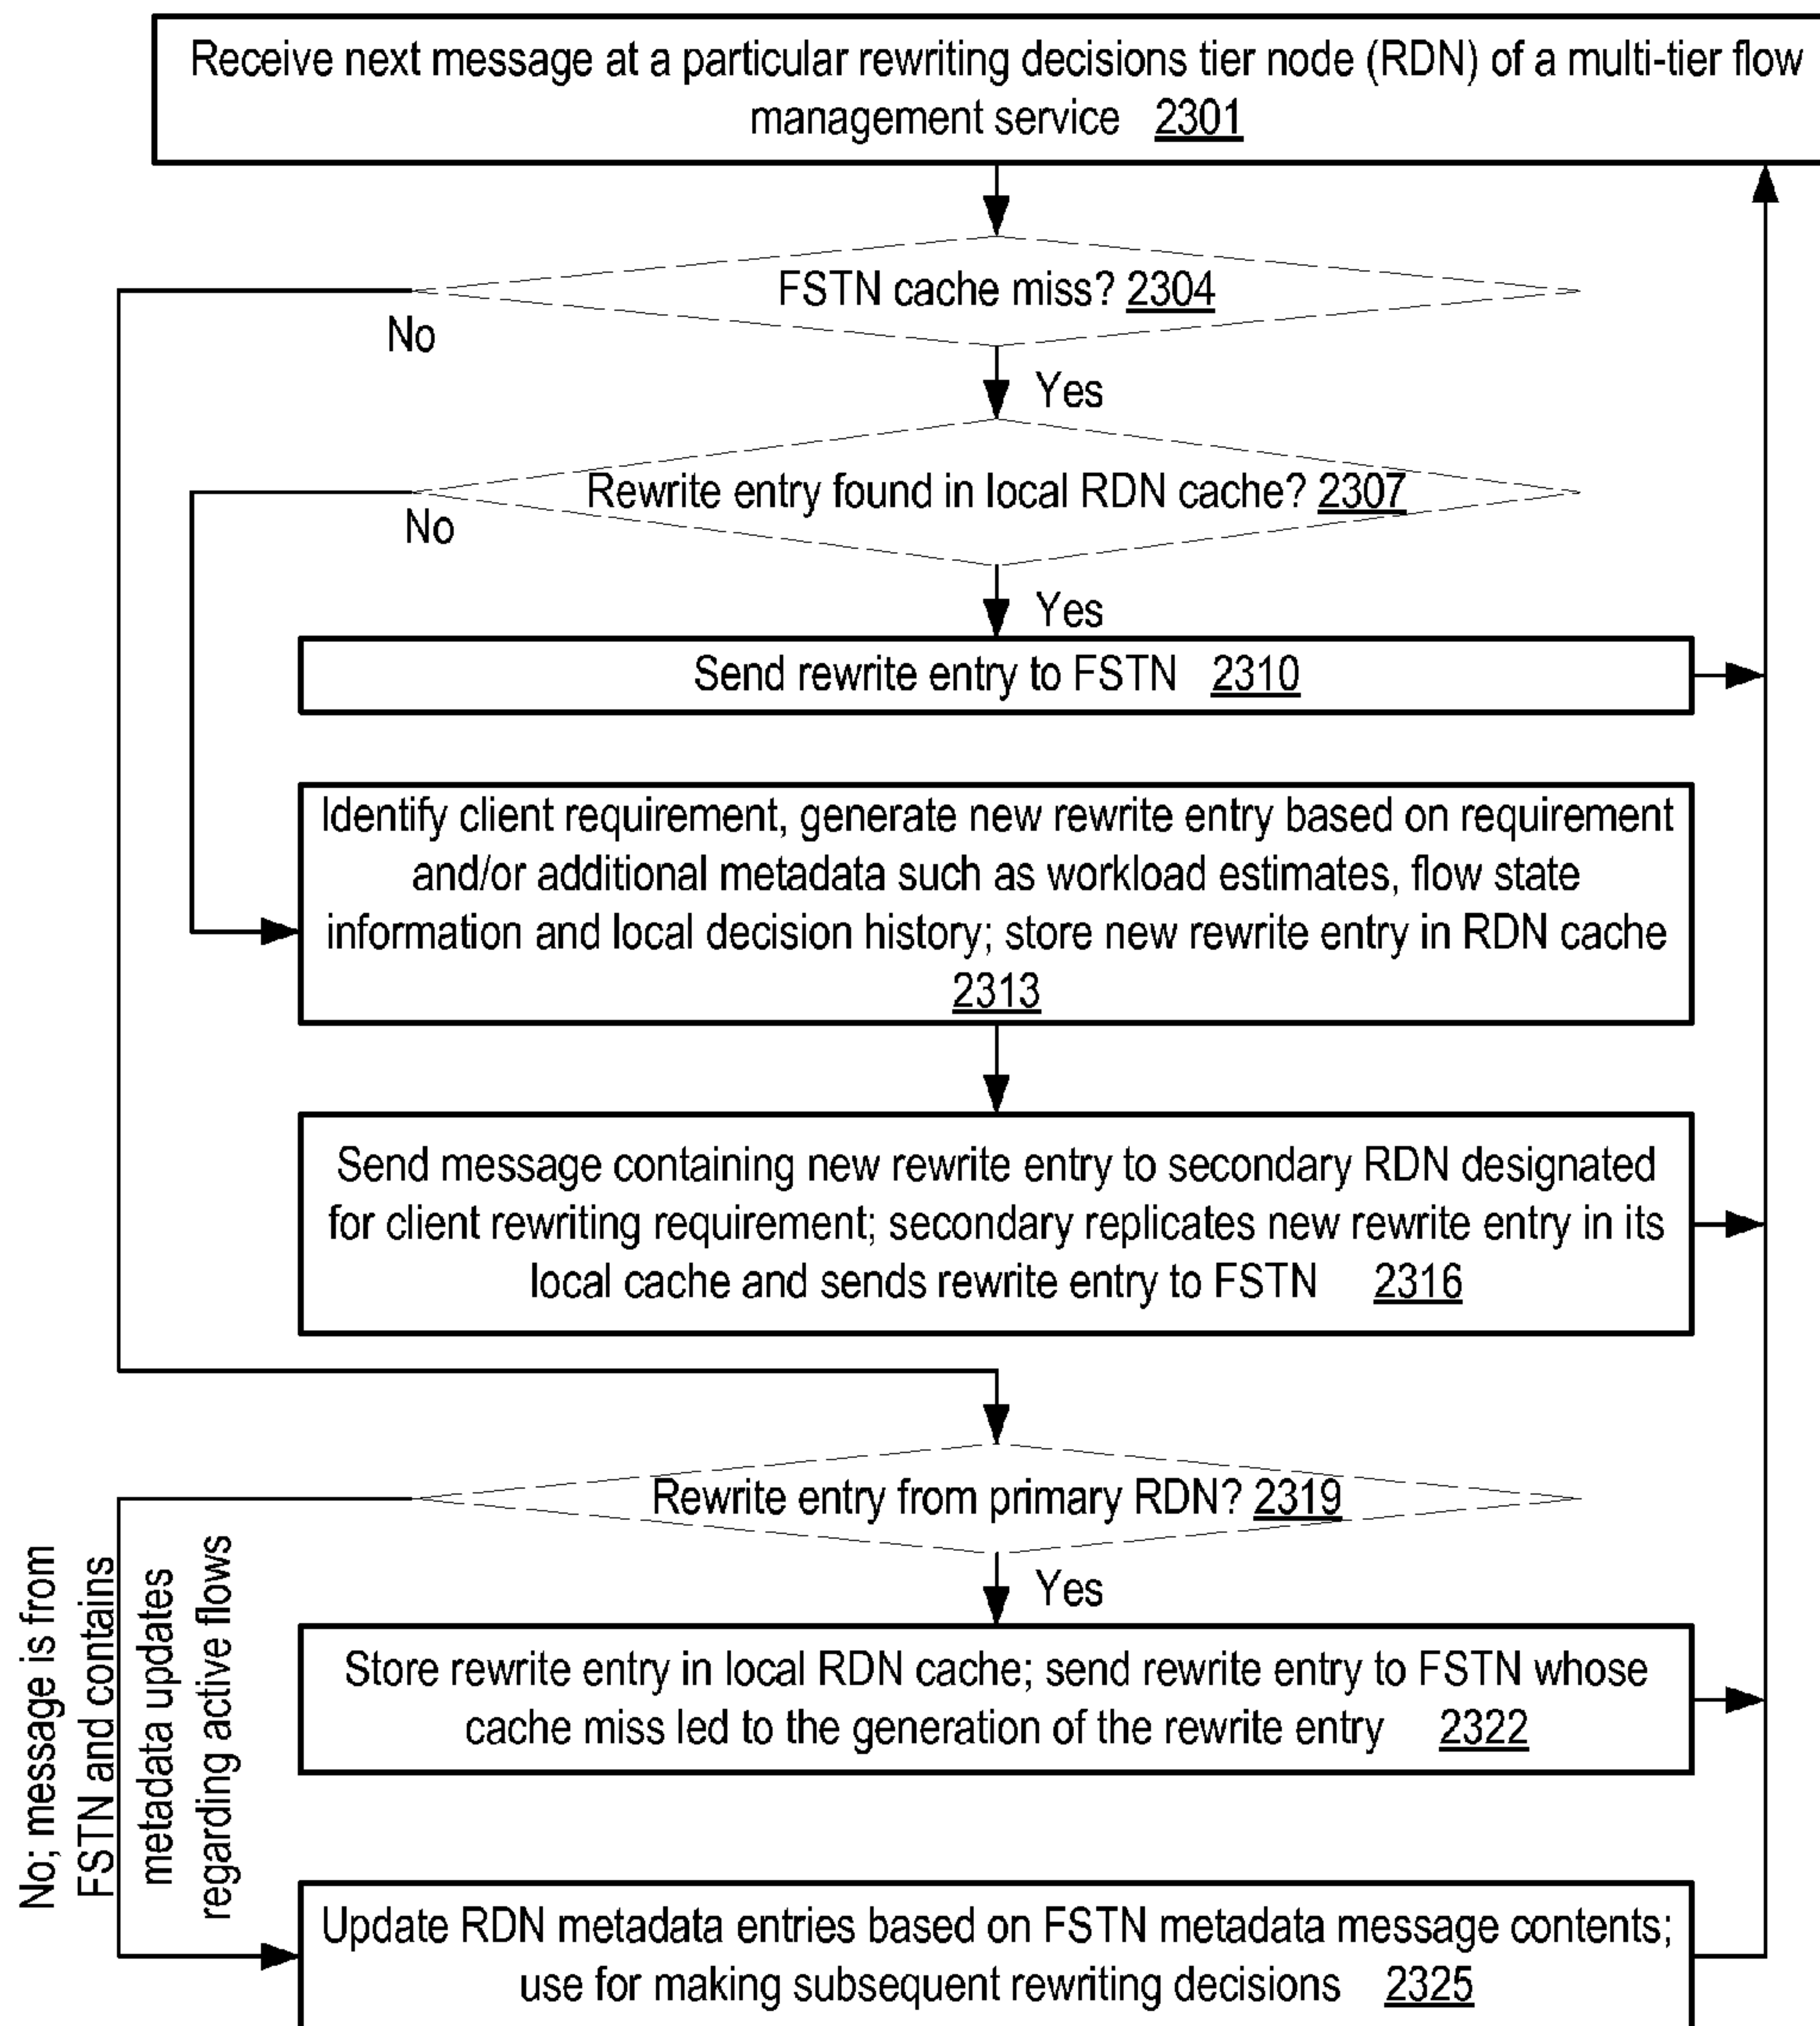 Receive next message at a particular rewriting decisions tier node (RDN) of a multi-tier flow
management service 2301
FSTN cache miss? 2304
No
Yes
Rewrite entry found in local RDN cache? 2307
No
Yes
Send rewrite entry to FSTN 2310
Identify client requirement, generate new rewrite entry based on requirement
and/or additional metadata such as workload estimates, flow state
information and local decision history; store new rewrite entry in RDN cache
2313
Send message containing new rewrite entry to secondary RDN designated
for client rewriting requirement; secondary replicates new rewrite entry in its
local cache and sends rewrite entry to FSTN 2316
Rewrite entry from primary RDN? 2319
No; message is from
FSTN and contains
metadata updates
regarding active flows
Yes
Store rewrite entry in local RDN cache; send rewrite entry to FSTN whose
cache miss led to the generation of the rewrite entry 2322
Update RDN metadata entries based on FSTN metadata message contents;
use for making subsequent rewriting decisions 2325